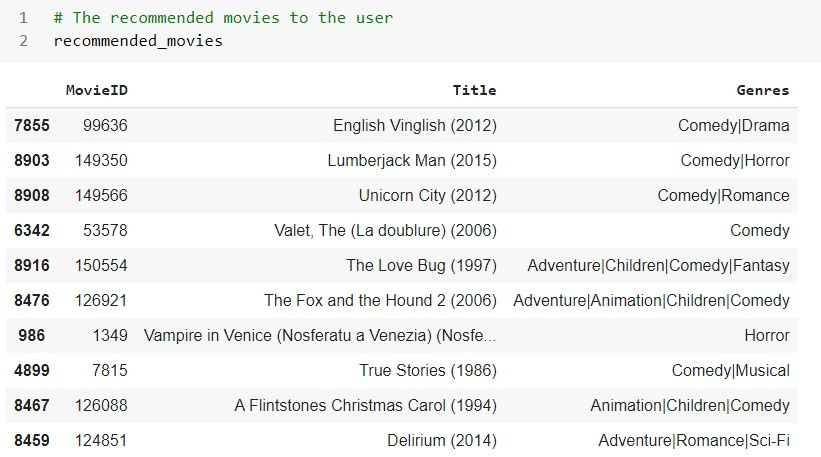 1 # The recommended movies to the user
2 recommended_movies
MovieID Title Genres
7855 99636 English Vinglish (2012) Comedy|Drama
8903 149350 Lumberjack Man (2015) Comedy|Horror
8908 149566 Unicorn City (2012) Comedy|Romance
6342 53578 Valet, The (La doublure) (2006) Comedy
8916 150554 The Love Bug (1997) Adventure|Children|Comedy|Fantasy
8476 126921 The Fox and the Hound 2 (2006) Adventure|Animation|Children|Comedy
986 1349 Vampire in Venice (Nosferatu a Venezia) (Nosfe... Horror
4899 7815 True Stories (1986) Comedy|Musical
8467 126088 A Flintstones Christmas Carol (1994) Animation|Children|Comedy
8459 124851 Delirium (2014) Adventure|Romance|Sci-Fi